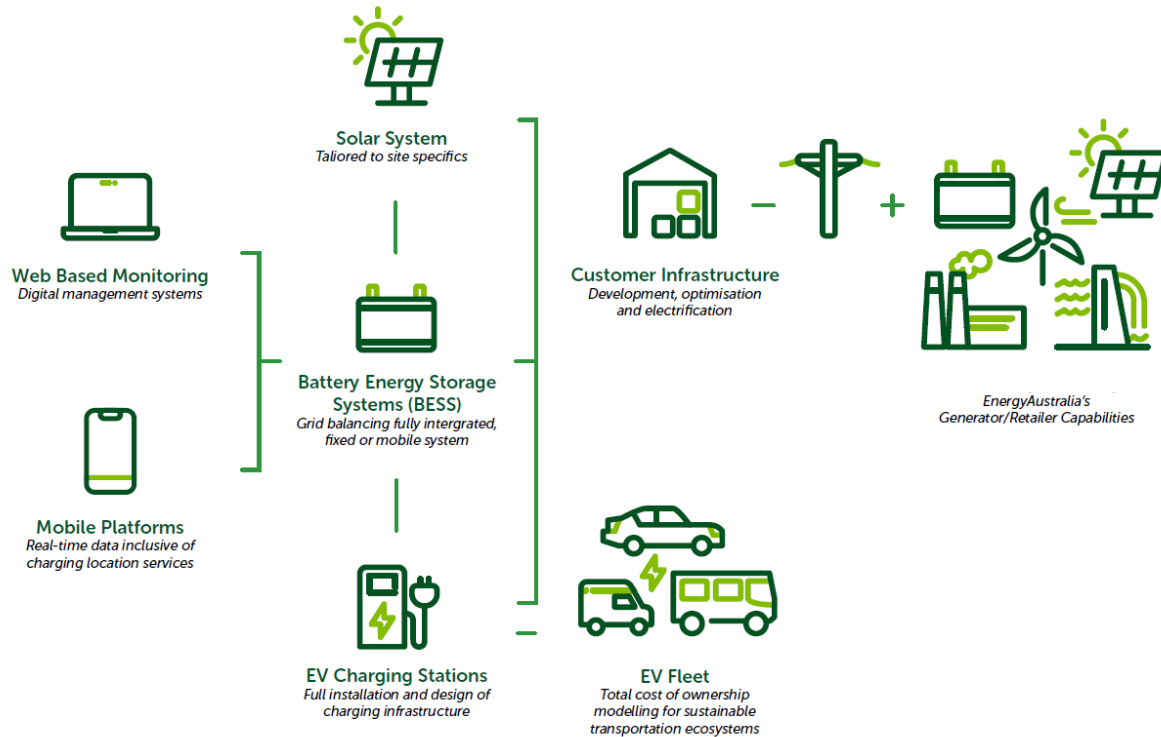 Solar System
Taliored to site specifics
Web Based Monitoring
Digital management systems
Customer Infrastructure
Development, optimisation
and electrification
Battery Energy Storage
Systems (BESS)
Grid balancing fully intergrated,
fixed or mobile system
EnergyAustralia's
Generator/Retailer Capabilities
Mobile Platforms
Real-time data inclusive of
charging location services
EV Charging Stations
Full installation and design of
charging infrastructure
EV Fleet
Total cost of ownership
modelling for sustainable
transportation ecosystems